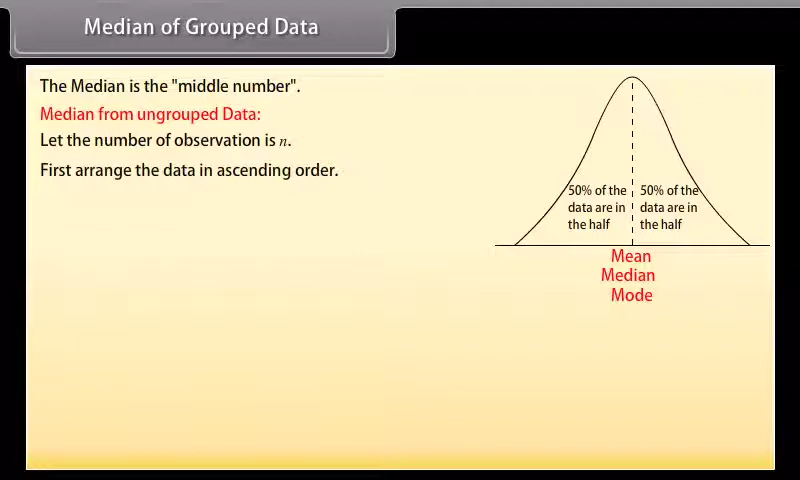 Median of Grouped Data
The Median is the "middle number".
Median from ungrouped Data:
Let the number of observation is n.
First arrange the data in ascending order.
50% of the
data are in
the half
50% of the
data are in
the half
Mean
Median
Mode